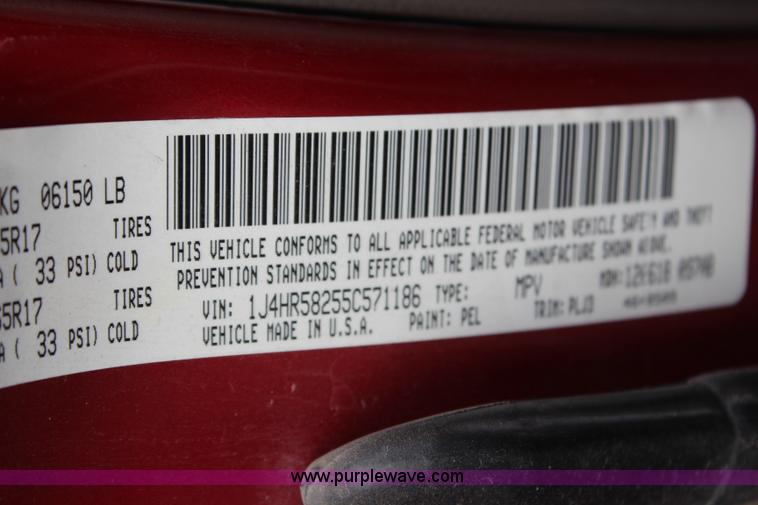 KG 06150 LB
5R17 TIRES
( 33 PSI) COLD
5R17 TIRES
A ( 33 PSI) COLD
THIS VEHICLE CONFORMS TO ALL APPLICABLE FEDERAL MOTOR VEHICLE SAFETY AND THEFT
PREVENTION STANDARDS IN EFFECT ON THE DATE OF MANUFACTURE SHOWN ABOVE.
VIN: 1J4HR58255C571186 TYPE: MPV MDH:
VEHICLE MADE IN U.S.A. PAINT: PEL TRIM:
www.purplewave.com